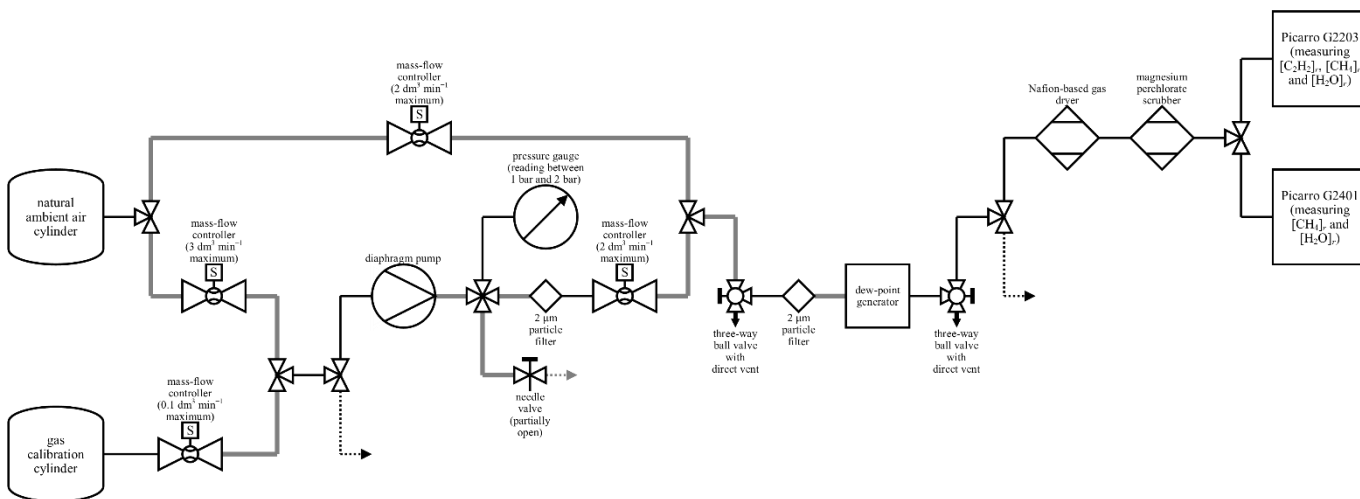 Picarro G2203
(measuring
[C₂H₂]ᵣ, [CH₄]ᵣ
and [H₂O]ᵣ)
Nafion-based gas
dryer
magnesium
perchlorate
scrubber
mass-flow
controller
(2 dm³ min⁻¹
maximum)
S
pressure gauge
(reading between
1 bar and 2 bar)
natural
ambient air
cylinder
mass-flow
controller
(3 dm³ min⁻¹
maximum)
S
diaphragm pump
mass-flow
controller
(2 dm³ min⁻¹
maximum)
S
Picarro G2401
(measuring
[CH₄]ᵣ and
[H₂O]ᵣ)
2 μm
particle
filter
2 μm
particle
filter
dew-point
generator
three-way
ball valve
with
direct vent
three-way
ball valve
with
direct vent
needle
valve
(partially
open)
mass-flow
controller
(0.1 dm³ min⁻¹
maximum)
S
gas
calibration
cylinder